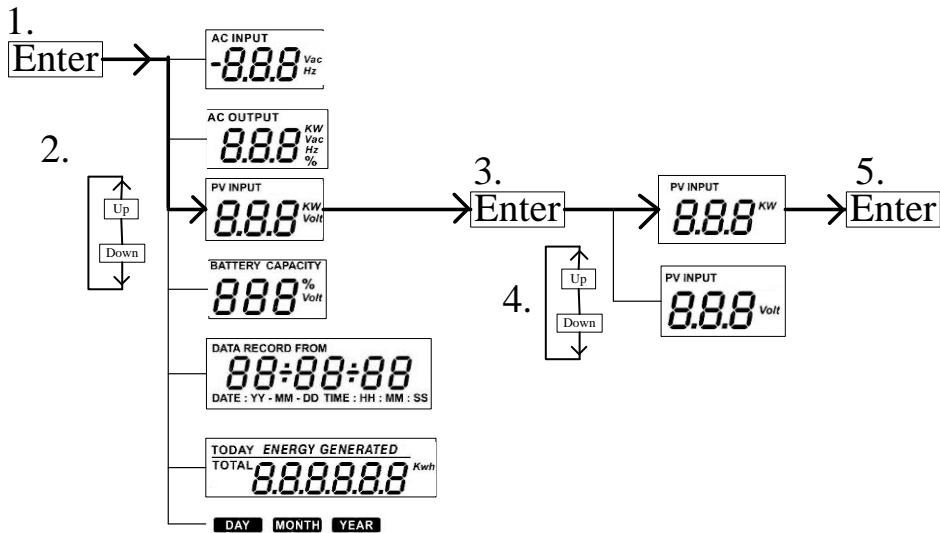 1.
Enter
AC INPUT
-8.8.8 Vac
Hz
AC OUTPUT
8.8.8 KW
Vac
Hz
%
2.
Up
Down
PV INPUT
8.8.8 KW
Volt
3.
Enter
PV INPUT
8.8.8 KW
5.
Enter
BATTERY CAPACITY
888 %
Volt
4.
Up
Down
PV INPUT
8.8.8 Volt
DATA RECORD FROM
88:88:88
DATE : YY - MM - DD TIME : HH : MM : SS
TODAY ENERGY GENERATED
TOTAL 8.8.8.8.8.8 Kwh
DAY MONTH YEAR